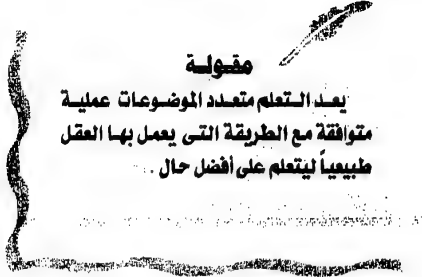 مقولة
يعد التعلم متعدد الموضوعات عملية
متوافقة مع الطريقة التى يعمل بها العقل
طبيعياً ليتعلم على أفضل حال .